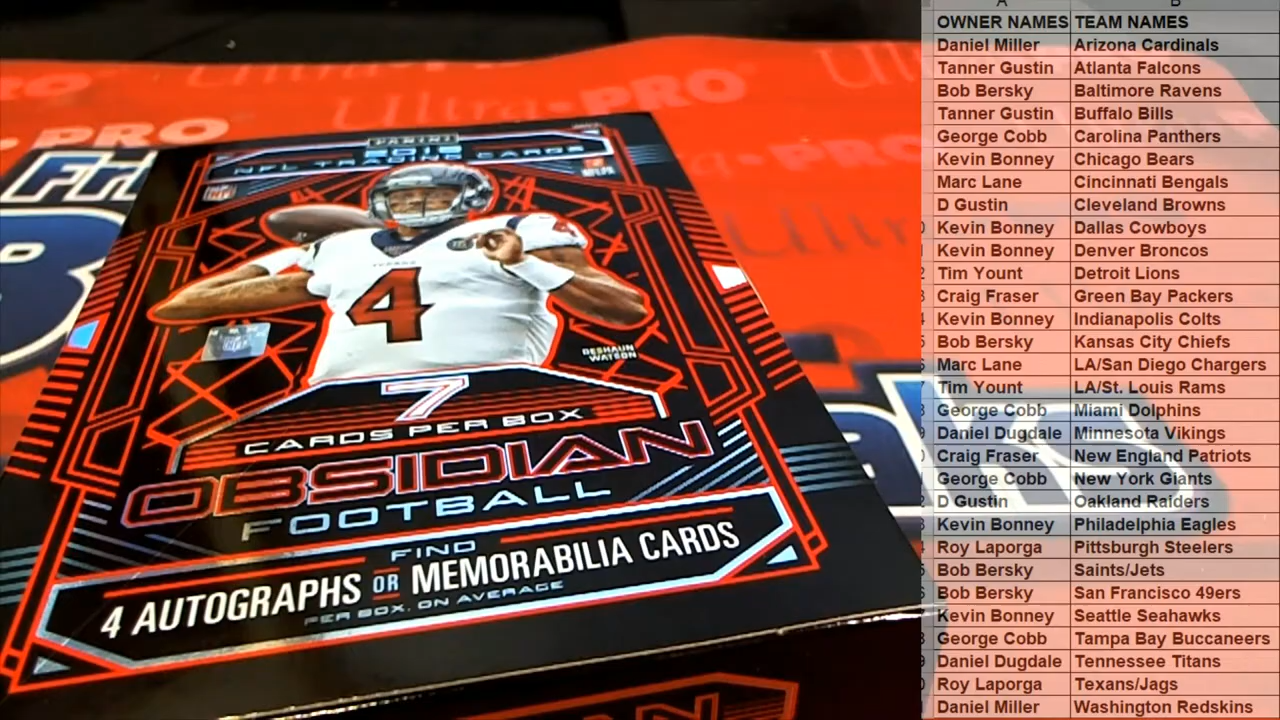 Ultra•PRO
Ultra•PRO
PRO
PANINI
2019
NFL TRADING CARDS
NFLPA
NFL
4
DESHAUN
WATSON
7
CARDS PER BOX
OBSIDIAN
FOOTBALL
FIND
4 AUTOGRAPHS OR MEMORABILIA CARDS
PER BOX, ON AVERAGE
A B
OWNER NAMES TEAM NAMES
Daniel Miller Arizona Cardinals
Tanner Gustin Atlanta Falcons
Bob Bersky Baltimore Ravens
Tanner Gustin Buffalo Bills
George Cobb Carolina Panthers
Kevin Bonney Chicago Bears
Marc Lane Cincinnati Bengals
D Gustin Cleveland Browns
Kevin Bonney Dallas Cowboys
Kevin Bonney Denver Broncos
Tim Yount Detroit Lions
Craig Fraser Green Bay Packers
Kevin Bonney Indianapolis Colts
Bob Bersky Kansas City Chiefs
Marc Lane LA/San Diego Chargers
Tim Yount LA/St. Louis Rams
George Cobb Miami Dolphins
Daniel Dugdale Minnesota Vikings
Craig Fraser New England Patriots
George Cobb New York Giants
D Gustin Oakland Raiders
Kevin Bonney Philadelphia Eagles
Roy Laporga Pittsburgh Steelers
Bob Bersky Saints/Jets
Bob Bersky San Francisco 49ers
Kevin Bonney Seattle Seahawks
George Cobb Tampa Bay Buccaneers
Daniel Dugdale Tennessee Titans
Roy Laporga Texans/Jags
Daniel Miller Washington Redskins